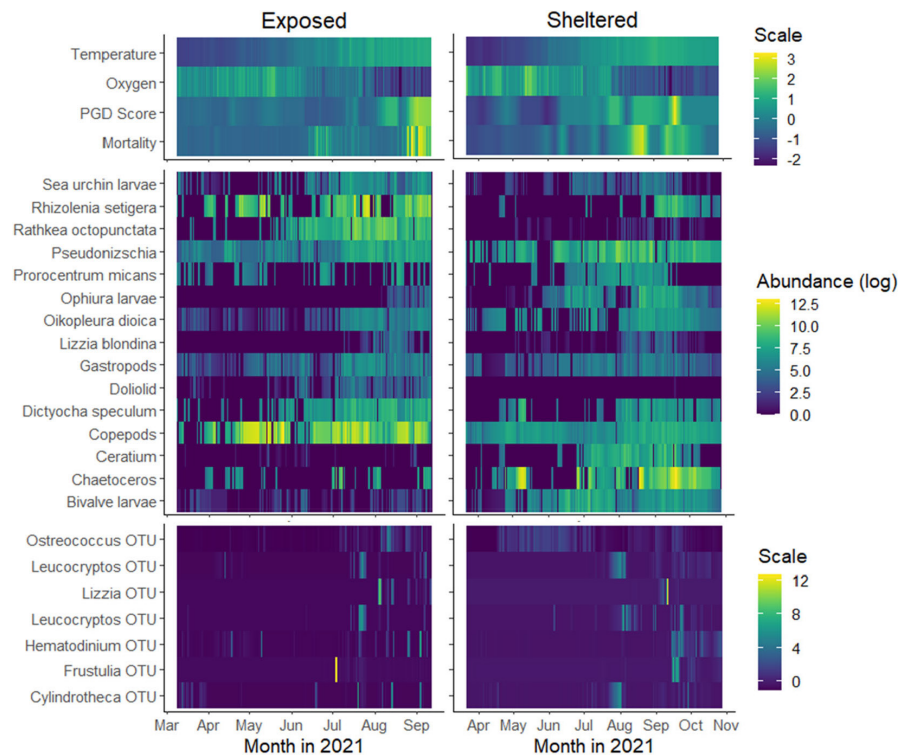 Exposed
Sheltered
Temperature
Oxygen
PGD Score
Mortality
Scale
3
2
1
0
-1
-2
Sea urchin larvae
Rhizolenia setigera
Rathkea octopunctata
Pseudonizschia
Prorocentrum micans
Ophiura larvae
Oikopleura dioica
Lizzia blondina
Gastropods
Doliolid
Dictyocha speculum
Copepods
Ceratium
Chaetoceros
Bivalve larvae
Abundance (log)
12.5
10.0
7.5
5.0
2.5
0.0
Ostreococcus OTU
Leucocryptos OTU
Lizzia OTU
Leucocryptos OTU
Hematodinium OTU
Frustulia OTU
Cylindrotheca OTU
Scale
12
8
4
0
Mar Apr May Jun Jul Aug Sep
Apr May Jun Jul Aug Sep Oct Nov
Month in 2021
Month in 2021